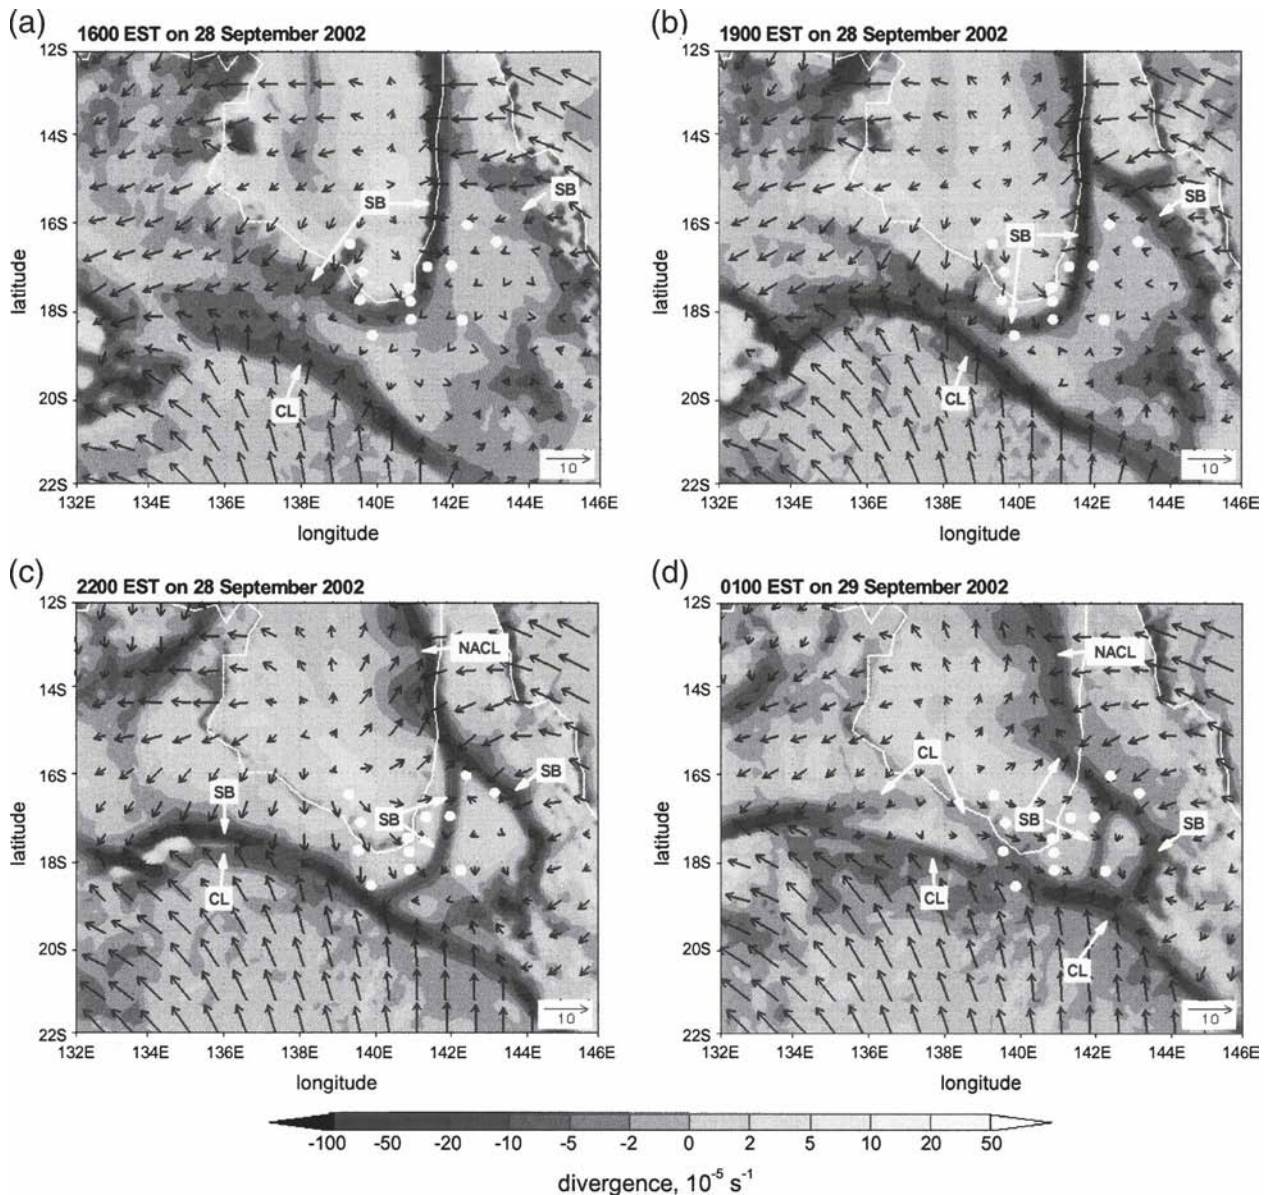 (a)
1600 EST on 28 September 2002
12S
14S
16S
18S
20S
22S
latitude
SB
SB
CL
10
132E 134E 136E 138E 140E 142E 144E 146E
longitude
(b)
1900 EST on 28 September 2002
12S
14S
16S
18S
20S
22S
latitude
SB
SB
CL
10
132E 134E 136E 138E 140E 142E 144E 146E
longitude
(c)
2200 EST on 28 September 2002
12S
14S
16S
18S
20S
22S
latitude
NACL
SB
SB
SB
CL
10
132E 134E 136E 138E 140E 142E 144E 146E
longitude
(d)
0100 EST on 29 September 2002
12S
14S
16S
18S
20S
22S
latitude
NACL
CL
SB
SB
CL
CL
10
132E 134E 136E 138E 140E 142E 144E 146E
longitude
-100 -50 -20 -10 -5 -2 0 2 5 10 20 50
divergence, 10⁻⁵ s⁻¹